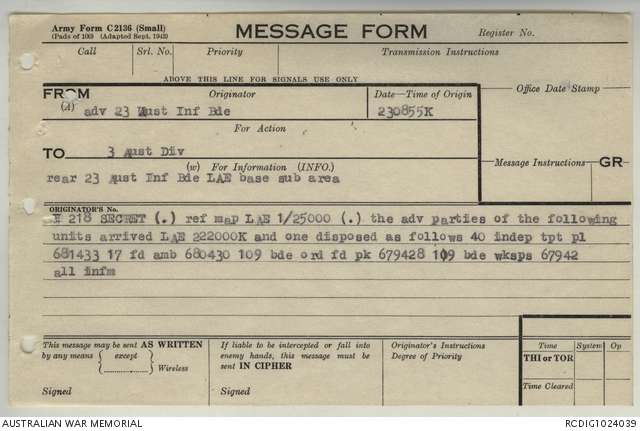 Army Form C2136 (Small)
(Pads of 100) (Adapted Sept. 1943)
MESSAGE FORM
Register No.
Call Srl. No. Priority Transmission Instructions
ABOVE THIS LINE FOR SIGNALS USE ONLY
FROM Originator Date—Time of Origin Office Date Stamp
(A) adv 23 Aust Inf Bde 230855K
For Action
TO 3 Aust Div
(W) For Information (INFO.) Message Instructions GR
rear 23 Aust Inf Bde LAE base sub area
ORIGINATOR'S No.
218 SECRET (.) ref map LAE 1/25000 (.) the adv parties of the following
units arrived LAE 222000K and one disposed as follows 40 indep tpt pl
681433 17 fd amb 680430 109 bde ord fd pk 679428 109 bde wksps 67942
all infm
This message may be sent AS WRITTEN
by any means { except } Wireless
Signed
If liable to be intercepted or fall into
enemy hands, this message must be
sent IN CIPHER
Signed
Originator's Instructions
Degree of Priority
Time System Op
THI or TOR
Time Cleared
AUSTRALIAN WAR MEMORIAL RCDIG1024039